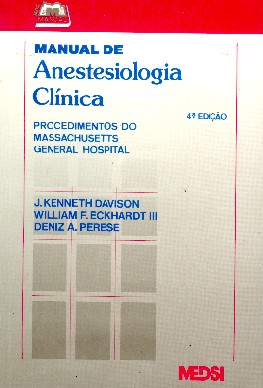 MANUAL DE
Anestesiologia
Clínica
4ª EDIÇÃO
PROCEDIMENTOS DO
MASSACHUSETTS
GENERAL HOSPITAL
J. KENNETH DAVISON
WILLIAM F. ECKHARDT III
DENIZ A. PERESE
MEDSI